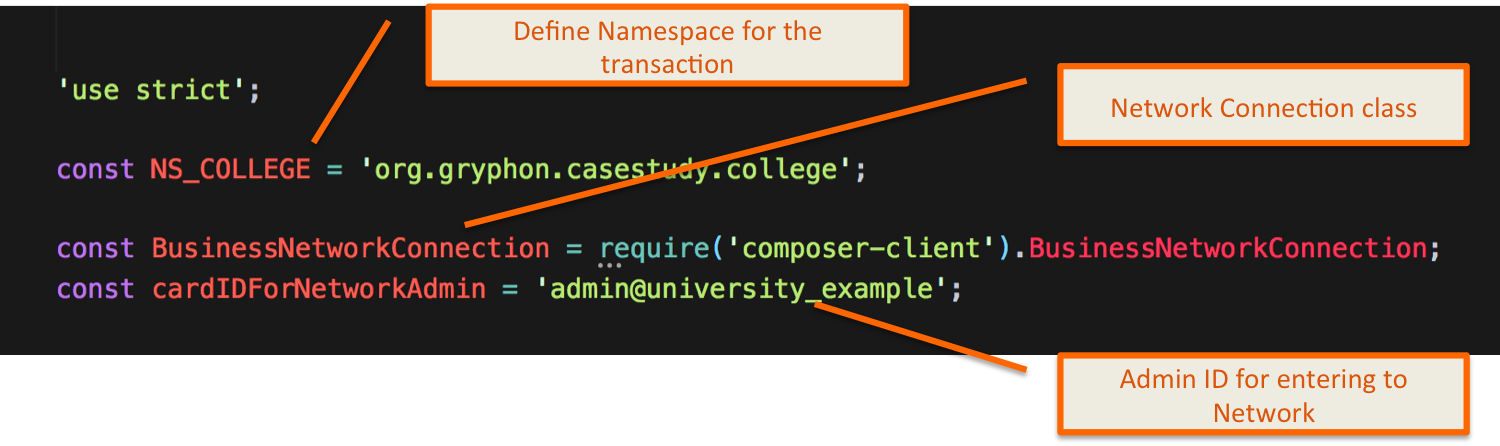 Define Namespace for the
transaction
'use strict';
Network Connection class
const NS_COLLEGE = 'org.gryphon.casestudy.college';
const BusinessNetworkConnection = require('composer-client').BusinessNetworkConnection;
const cardIDForNetworkAdmin = 'admin@university_example';
Admin ID for entering to
Network